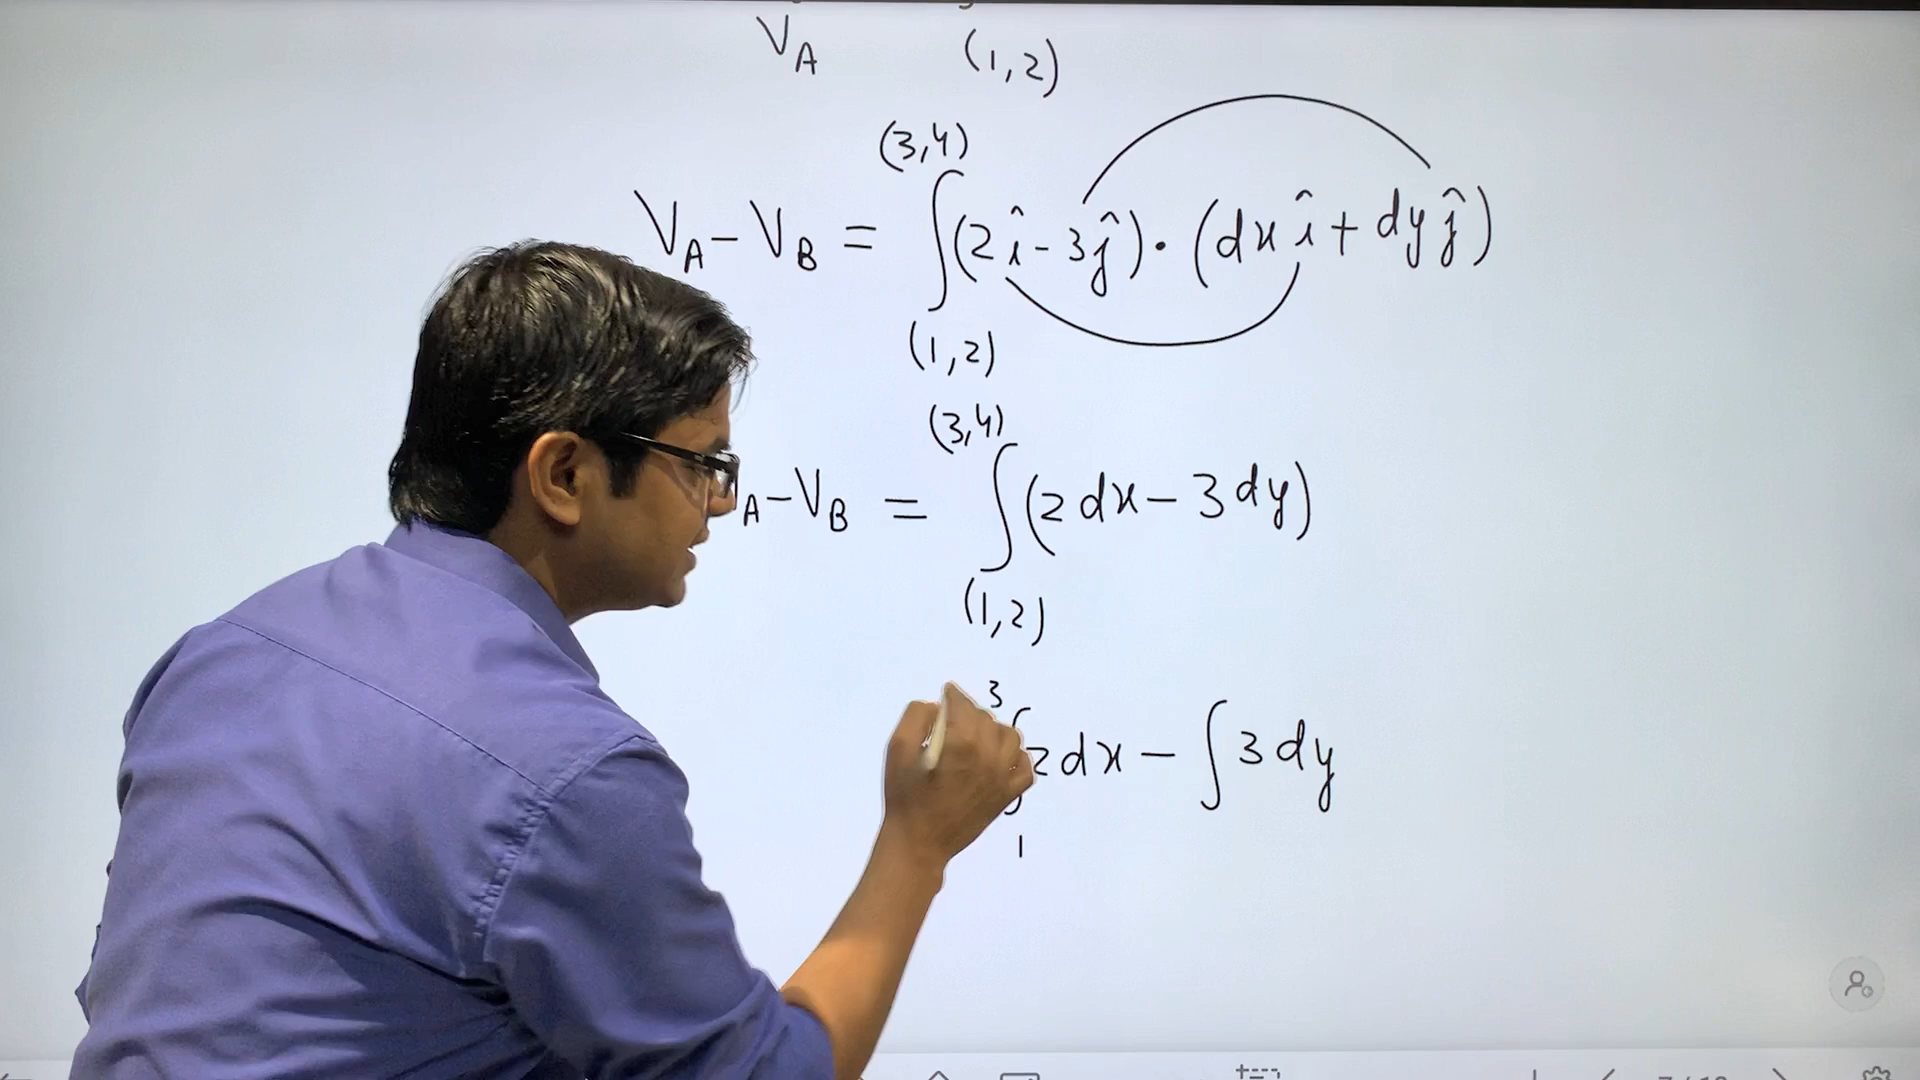 V_A (1,2)
(3,4)
V_A - V_B = ∫(2î - 3ĵ) · (dx î + dy ĵ)
(1,2)
(3,4)
A - V_B = ∫(2dx - 3dy)
(1,2)
3
∫2dx - ∫3dy
1